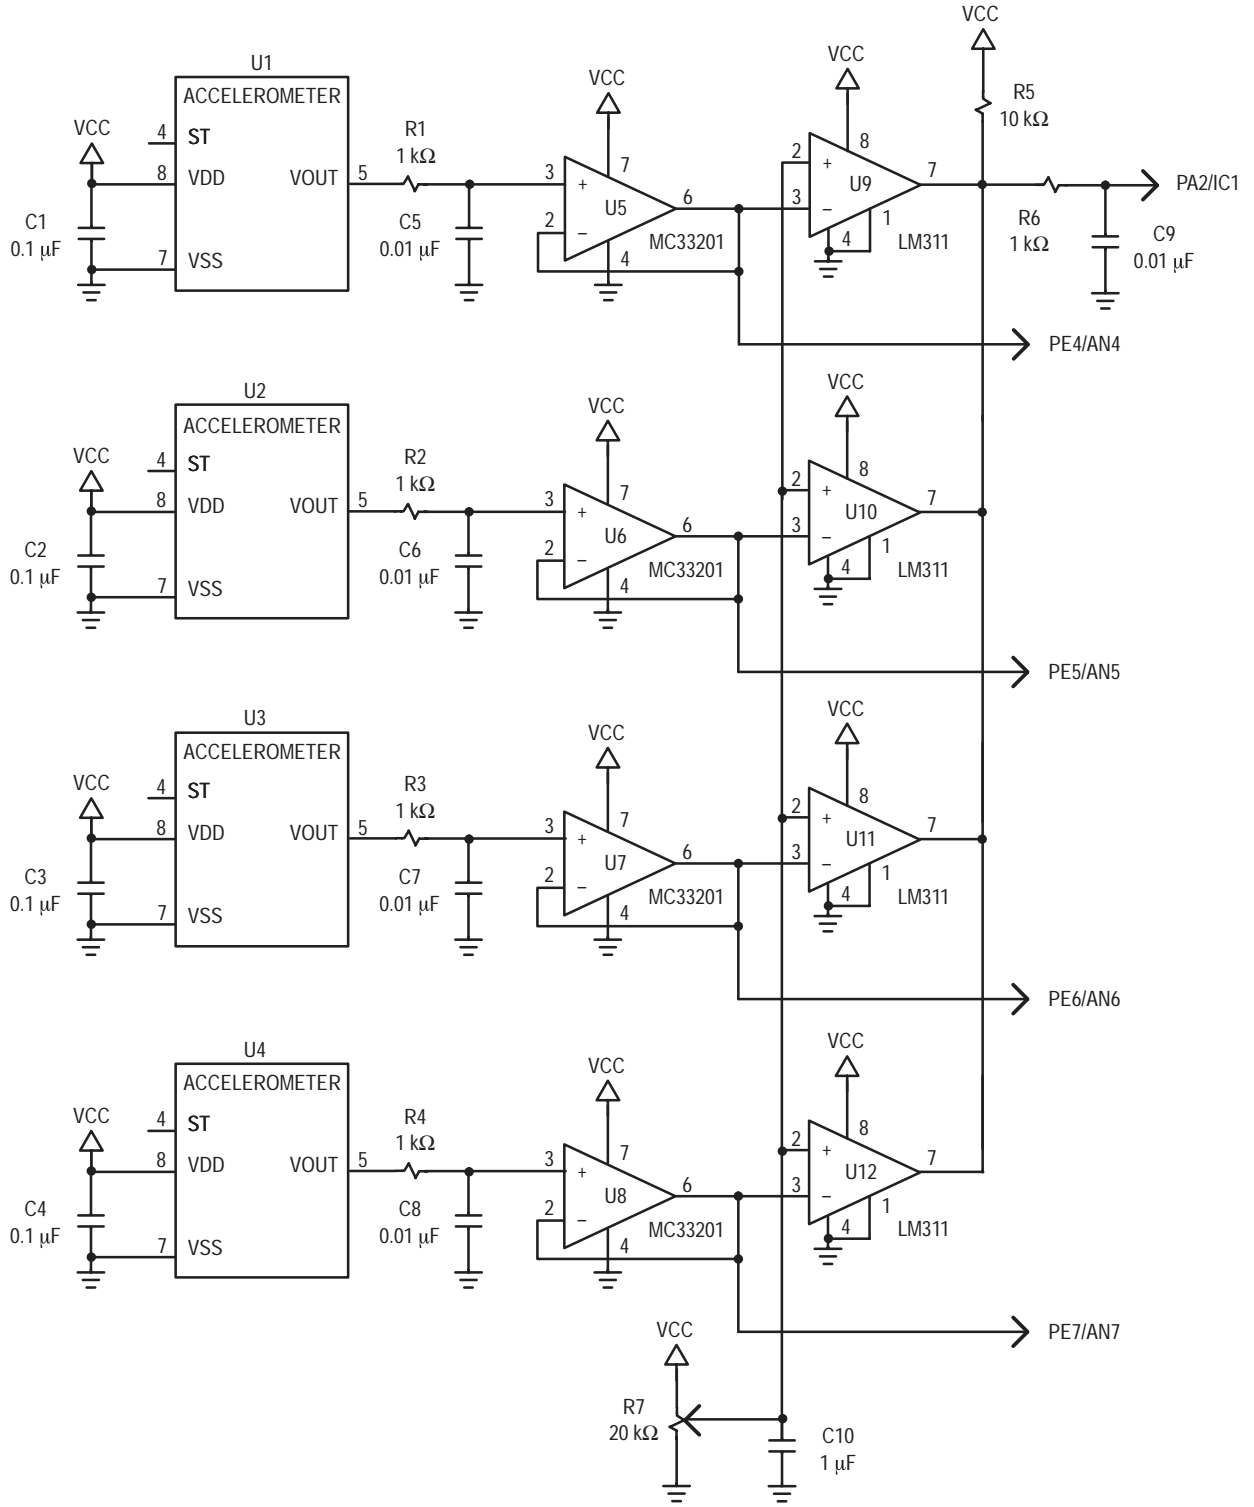 VCC
U1
VCC
VCC
ACCELEROMETER
R5
10 kΩ
VCC
4
ST
R1
1 kΩ
7
8
2
+
7
8
VDD
VOUT
5
3
+
U5
6
U9
PA2/IC1
C1
0.1 µF
C5
0.01 µF
2
–
3
–
1
4
LM311
R6
1 kΩ
C9
0.01 µF
7
VSS
4
MC33201
PE4/AN4
U2
VCC
VCC
ACCELEROMETER
VCC
4
ST
R2
1 kΩ
7
8
2
+
7
8
VDD
VOUT
5
3
+
U6
6
U10
C2
0.1 µF
C6
0.01 µF
2
–
3
–
1
4
LM311
7
VSS
4
MC33201
PE5/AN5
U3
VCC
VCC
ACCELEROMETER
VCC
4
ST
R3
1 kΩ
7
8
2
+
7
8
VDD
VOUT
5
3
+
U7
6
U11
C3
0.1 µF
C7
0.01 µF
2
–
3
–
1
4
LM311
7
VSS
4
MC33201
PE6/AN6
U4
VCC
VCC
ACCELEROMETER
VCC
4
ST
R4
1 kΩ
7
8
2
+
7
8
VDD
VOUT
5
3
+
U8
6
U12
C4
0.1 µF
C8
0.01 µF
2
–
3
–
1
4
LM311
7
VSS
4
MC33201
PE7/AN7
VCC
R7
20 kΩ
C10
1 µF